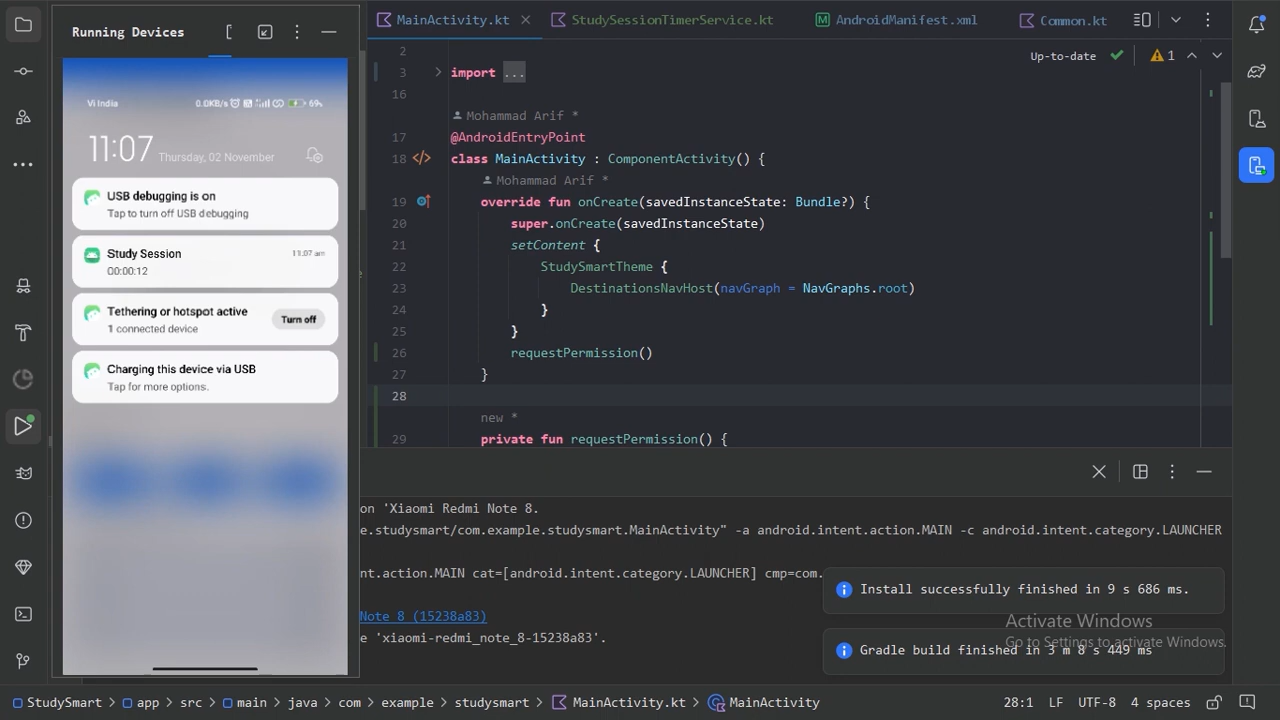 Running Devices
Vi India
0.0KB/s
69%
11:07
Thursday, 02 November
USB debugging is on
Tap to turn off USB debugging
Study Session
11.07 am
00:00:12
Tethering or hotspot active
1 connected device
Turn off
Charging this device via USB
Tap for more options.
MainActivity.kt
StudySessionTimerService.kt
AndroidManifest.xml
Common.kt
Up-to-date
1
2
3 import ...
16
Mohammad Arif *
17 @AndroidEntryPoint
18 class MainActivity : ComponentActivity() {
Mohammad Arif *
19 override fun onCreate(savedInstanceState: Bundle?) {
20 super.onCreate(savedInstanceState)
21 setContent {
22 StudySmartTheme {
23 DestinationsNavHost(navGraph = NavGraphs.root)
24 }
25 }
26 requestPermission()
27 }
28
new *
29 private fun requestPermission() {
on 'Xiaomi Redmi Note 8.
e.studysmart/com.example.studysmart.MainActivity" -a android.intent.action.MAIN -c android.intent.category.LAUNCHER
nt.action.MAIN cat=[android.intent.category.LAUNCHER] cmp=com.
Note 8 (15238a83)
e 'xiaomi-redmi_note_8-15238a83'.
Install successfully finished in 9 s 686 ms.
Activate Windows
Go to Settings to activate Windows.
Gradle build finished in 3 m 8 s 449 ms
StudySmart > app > src > main > java > com > example > studysmart > MainActivity.kt > MainActivity
28:1 LF UTF-8 4 spaces